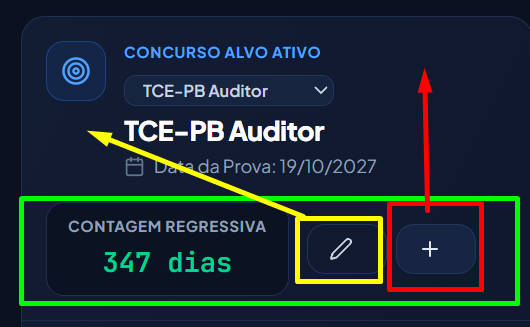 CONCURSO ALVO ATIVO
TCE-PB Auditor
TCE-PB Auditor
Data da Prova: 19/10/2027
CONTAGEM REGRESSIVA
347 dias